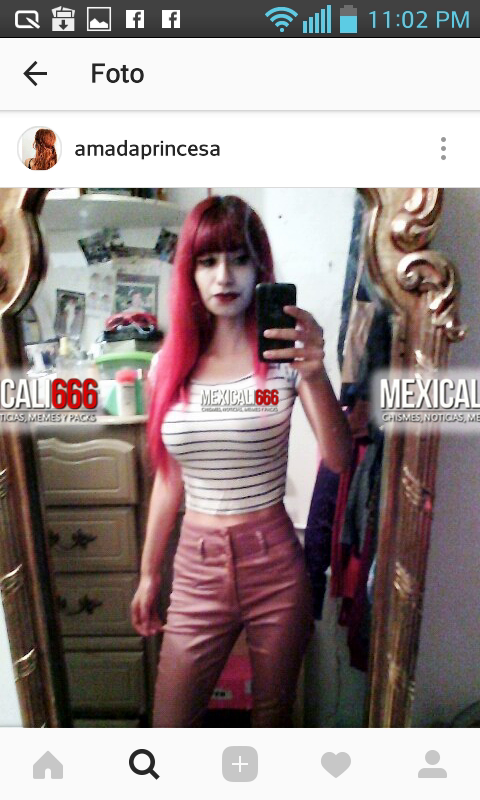 11:02 PM
Foto
amadaprincesa
CALI666
TICIAS, MEMES Y PACKS
MEXICALI666
CHISMES, NOTICIAS, MEMES Y PACKS
MEXICAL
CHISMES, NOTICIAS, ME